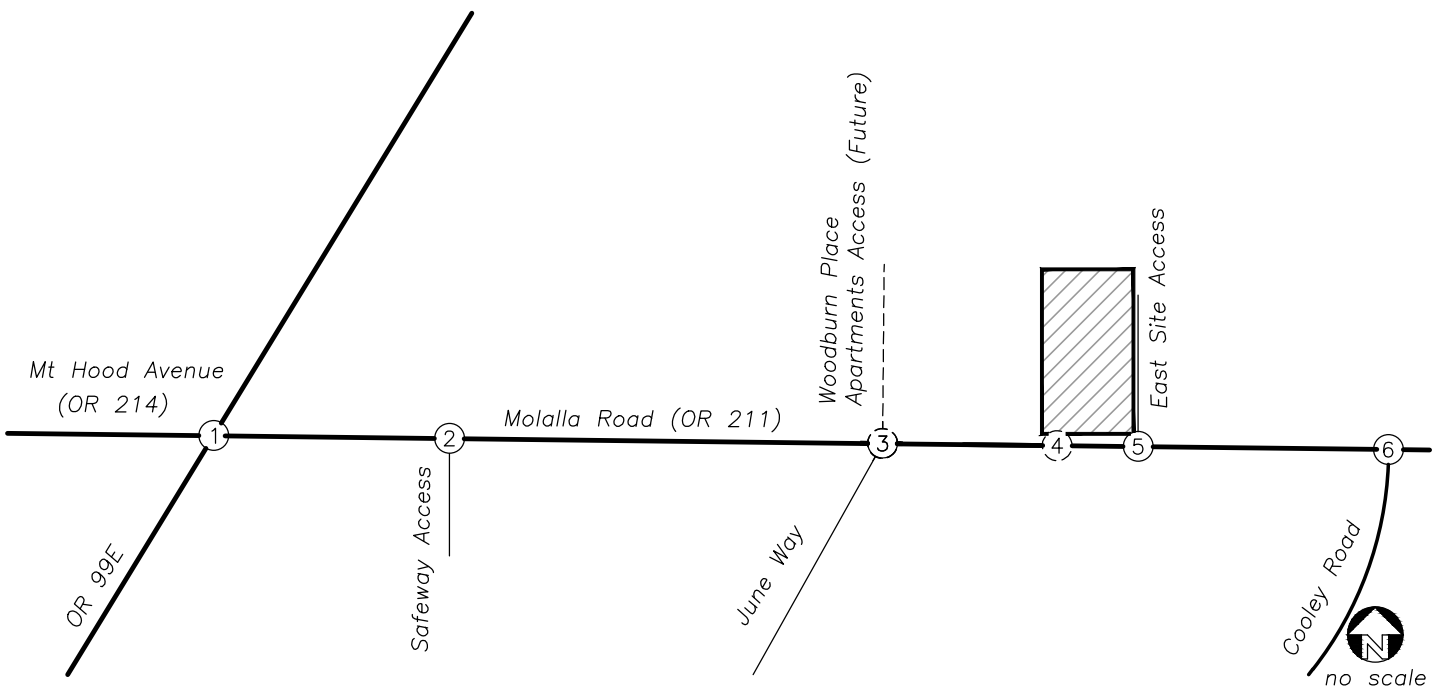 Mt Hood Avenue
(OR 214)
OR 99E
1
2
Safeway Access
Molalla Road (OR 211)
Woodburn Place
Apartments Access (Future)
3
June Way
4
5
East Site Access
6
Cooley Road
N
no scale